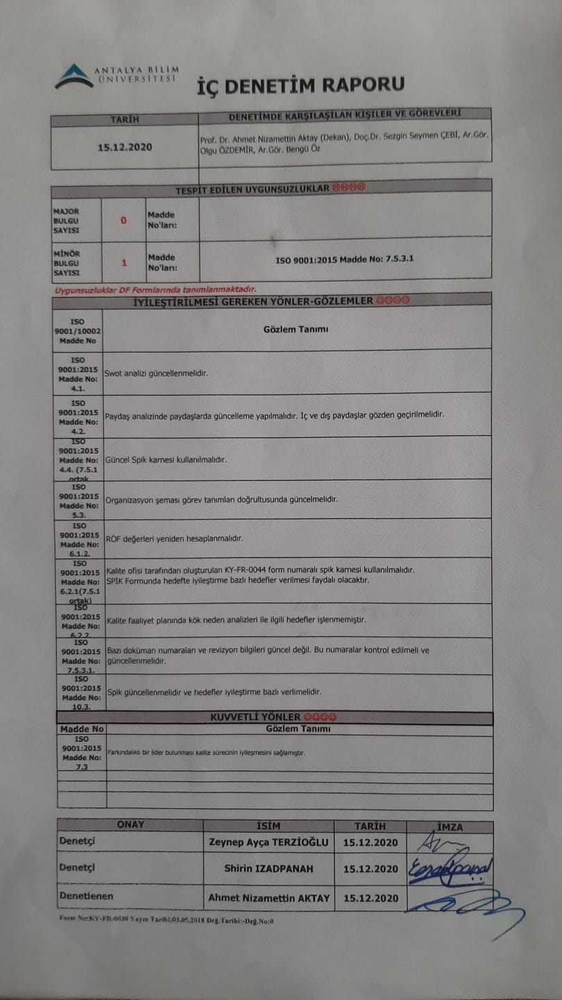 ANTALYA BİLİM
ÜNİVERSİTESİ
İÇ DENETİM RAPORU
TARİH
DENETİMDE KARŞILAŞILAN KİŞİLER VE GÖREVLERİ
15.12.2020
Prof. Dr. Ahmet Nizamettin Aktay (Dekan), Doç.Dr. Sezgin Seymen ÇEBİ, Ar.Gör.
Olgu ÖZDEMİR, Ar.Gör. Bengü Öz
TESPİT EDİLEN UYGUNSUZLUKLAR ☹☹☹☹
MAJOR
BULGU
SAYISI
0
Madde
No'ları:
MİNÖR
BULGU
SAYISI
1
Madde
No'ları:
ISO 9001:2015 Madde No: 7.5.3.1
Uygunsuzluklar DF Formlarında tanımlanmaktadır.
İYİLEŞTİRİLMESİ GEREKEN YÖNLER-GÖZLEMLER ☺☺☺☺
ISO
9001/10002
Madde No
Gözlem Tanımı
ISO
9001:2015
Madde No:
4.1.
Swot analizi güncellenmelidir.
ISO
9001:2015
Madde No:
4.2.
Paydaş analizinde paydaşlarda güncelleme yapılmalıdır. İç ve dış paydaşlar gözden geçirilmelidir.
ISO
9001:2015
Madde No:
4.4. (7.5.1
ortak
Güncel Spik karnesi kullanılmalıdır.
ISO
9001:2015
Madde No:
5.3.
Organizasyon şeması görev tanımları doğrultusunda güncelmelidir.
ISO
9001:2015
Madde No:
6.1.2.
RÖF değerleri yeniden hesaplanmalıdır.
ISO
9001:2015
Madde No:
6.2.1(7.5.1
ortak)
Kalite ofisi tarafından oluşturulan KY-FR-0044 form numaralı spik karnesi kullanılmalıdır.
SPİK Formunda hedefte iyileştirme bazlı hedefler verilmesi faydalı olacaktır.
ISO
9001:2015
Madde No:
6.2.2.
Kalite faaliyet planında kök neden analizleri ile ilgili hedefler işlenmemiştir.
ISO
9001:2015
Madde No:
7.5.3.1.
Bazı doküman numaraları ve revizyon bilgileri güncel değil. Bu numaralar kontrol edilmeli ve
güncellenmelidir.
ISO
9001:2015
Madde No:
10.3.
Spik güncellenmelidir ve hedefler iyileştirme bazlı verlimelidir.
KUVVETLİ YÖNLER ☺☺☺☺
Madde No
Gözlem Tanımı
ISO
9001:2015
Madde No:
7.3
Farkındalıklı bir lider bulunması kalite sürecinin iyileşmesini sağlamıştır.
ONAY
İSİM
TARİH
İMZA
Denetçi
Zeynep Ayça TERZİOĞLU
15.12.2020
Denetçi
Shirin IZADPANAH
15.12.2020
Denetlenen
Ahmet Nizamettin AKTAY
15.12.2020
Form No:KY-FR-0030 Yayın Tarihi:03.05.2018 Değ.Tarihi:-Değ.No:0